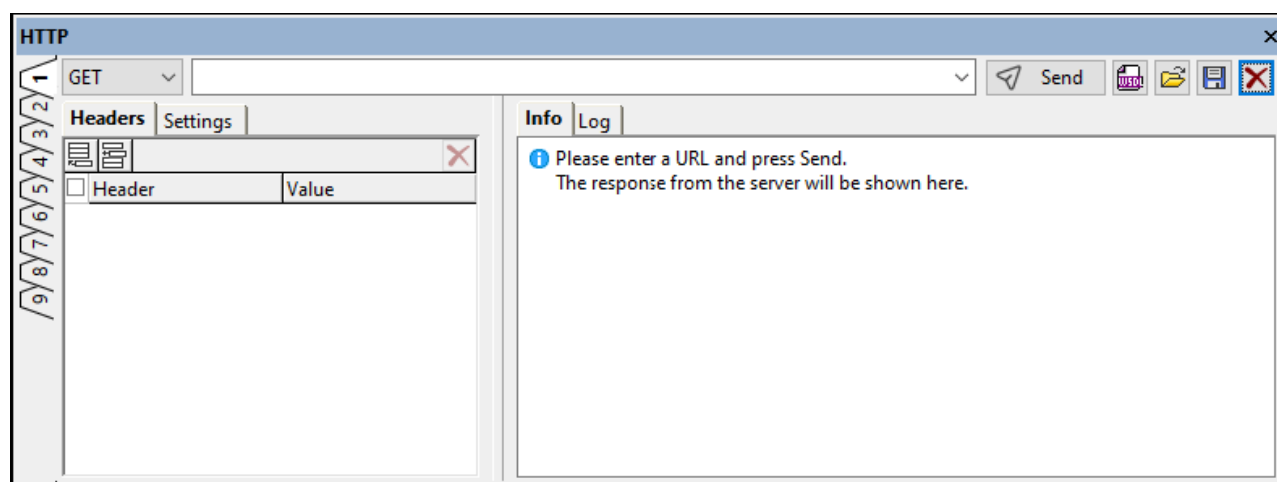 HTTP
1
2
3
4
5
6
7
8
9
GET
Send
WSDL
Headers
Settings
Header
Value
Info
Log
Please enter a URL and press Send.
The response from the server will be shown here.